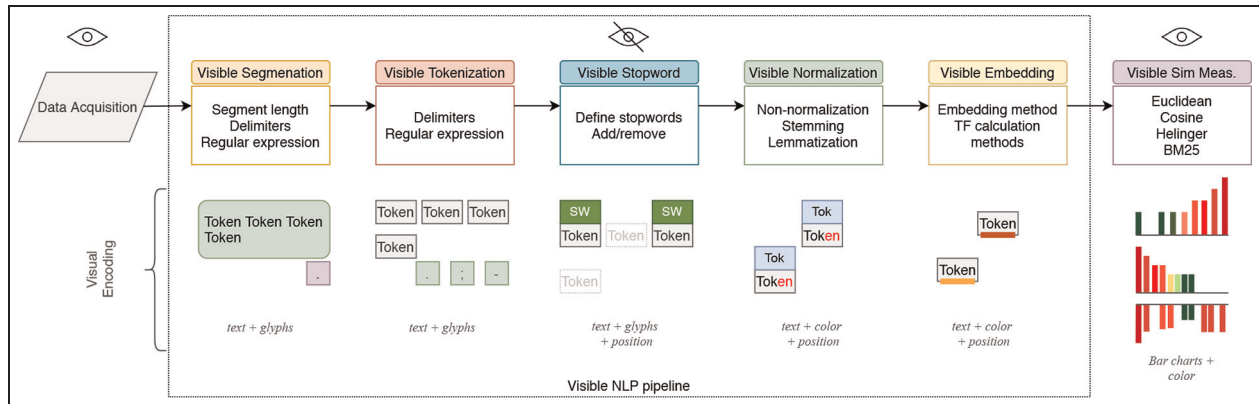 Data Acquisition
Visible Segmenation
Segment length
Delimiters
Regular expression
Visible Tokenization
Delimiters
Regular expression
Visible Stopword
Define stopwords
Add/remove
Visible Normalization
Non-normalization
Stemming
Lemmatization
Visible Embedding
Embedding method
TF calculation
methods
Visible Sim Meas.
Euclidean
Cosine
Helinger
BM25
Visual
Encoding
Token Token Token
Token
.
text + glyphs
Token Token Token
Token
. ; -
text + glyphs
SW SW
Token Token Token
Token
text + glyphs
+ position
Tok
Token
Tok
Token
text + color
+ position
Token
Token
text + color
+ position
Bar charts +
color
Visible NLP pipeline